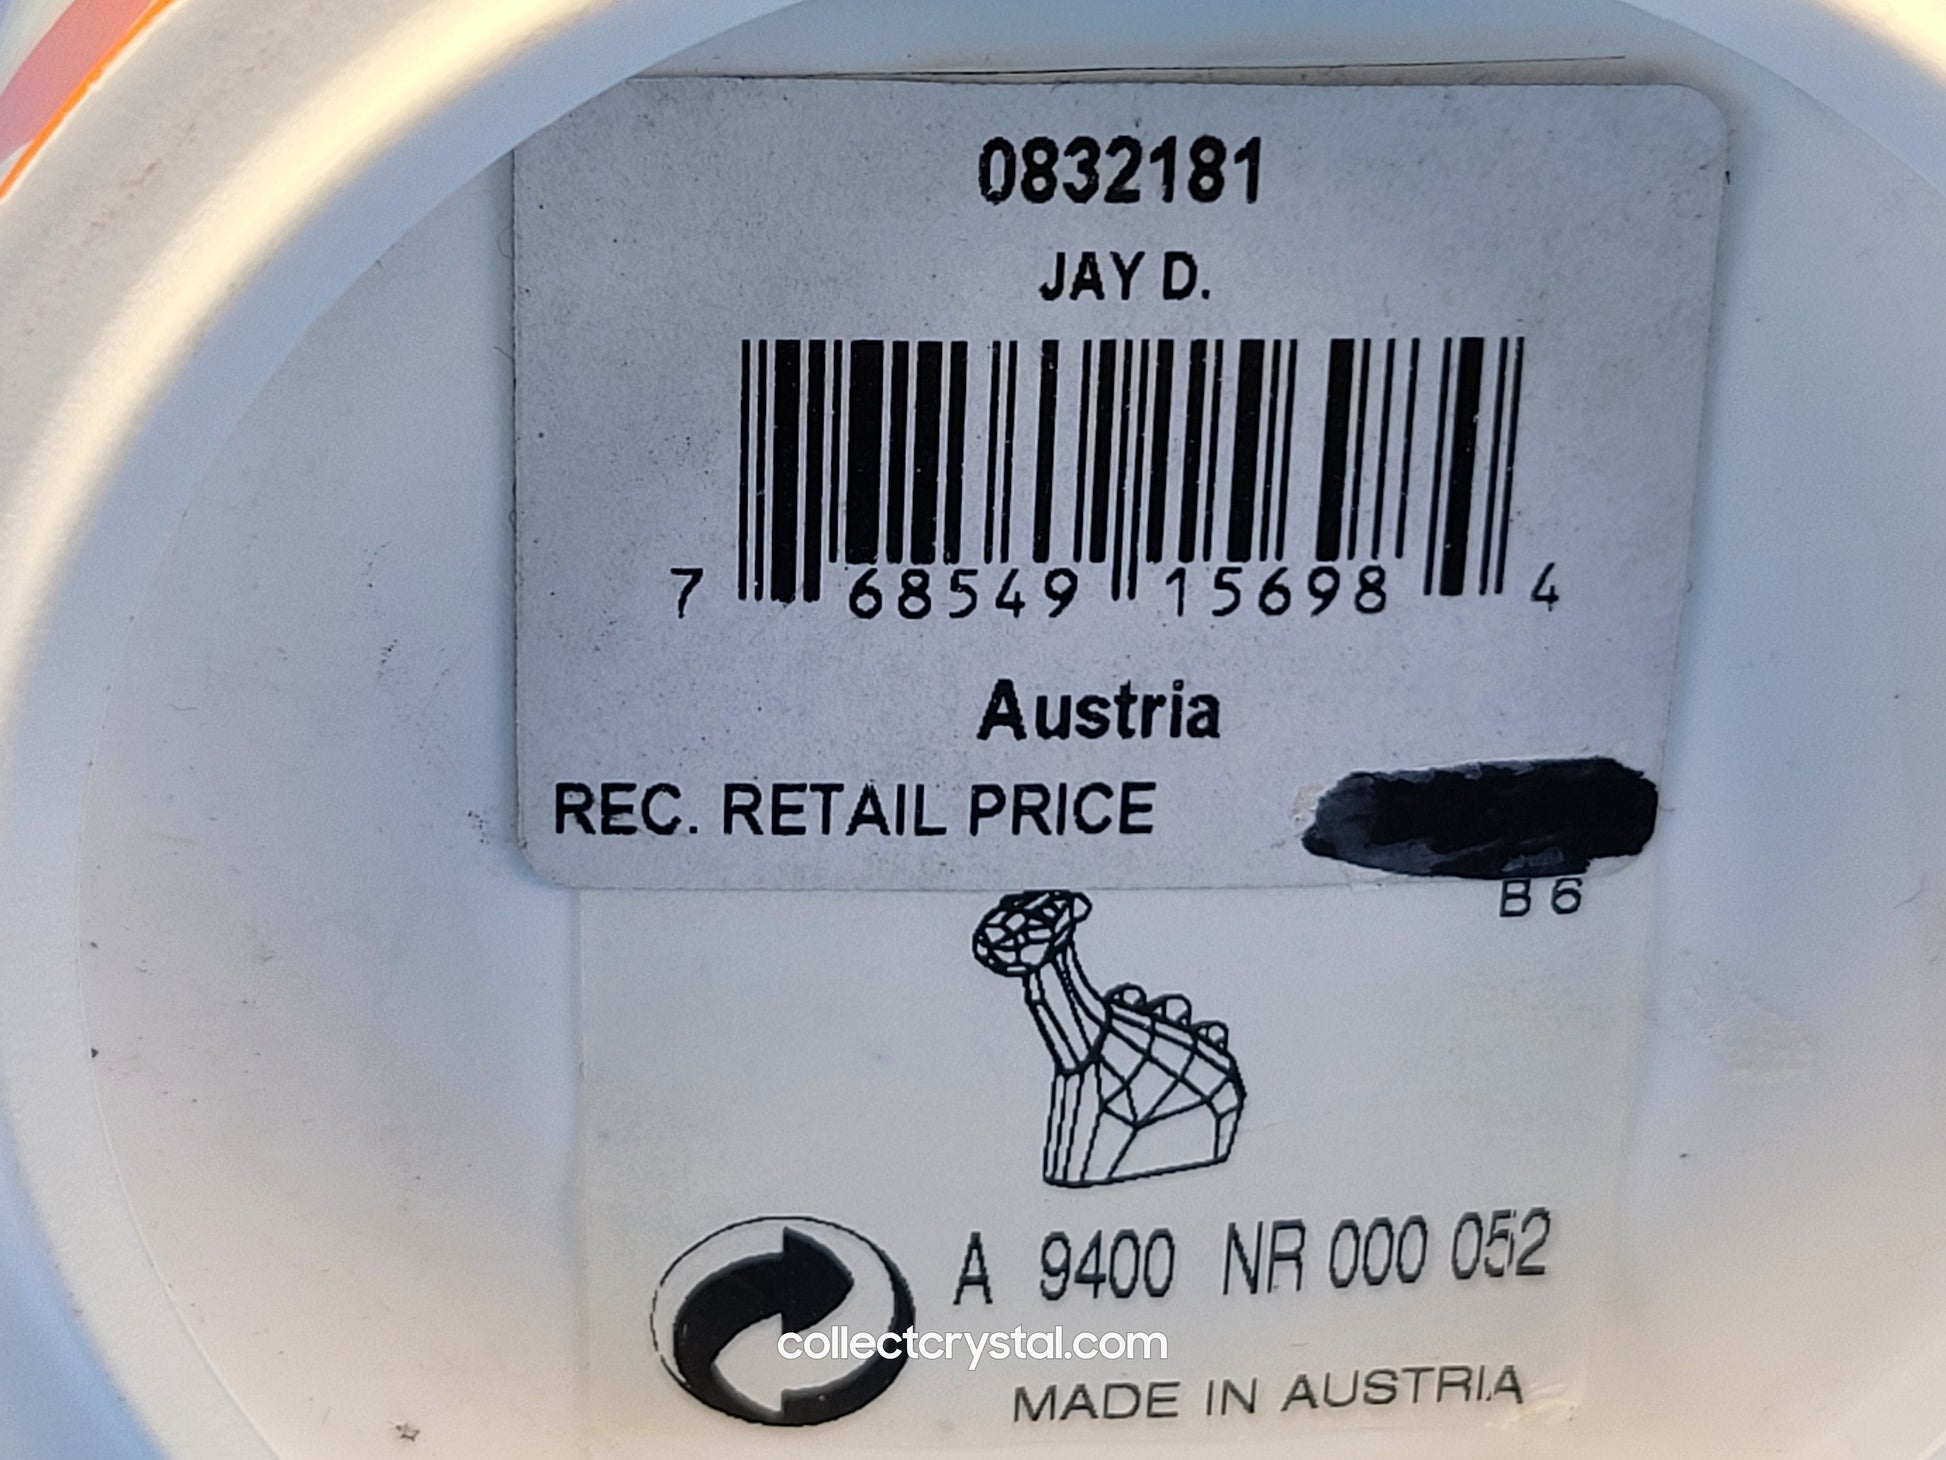 0832181
JAY D.
7 68549 15698 4
Austria
REC. RETAIL PRICE
B 6
A 9400 NR 000 052
collectcrystal.com
MADE IN AUSTRIA